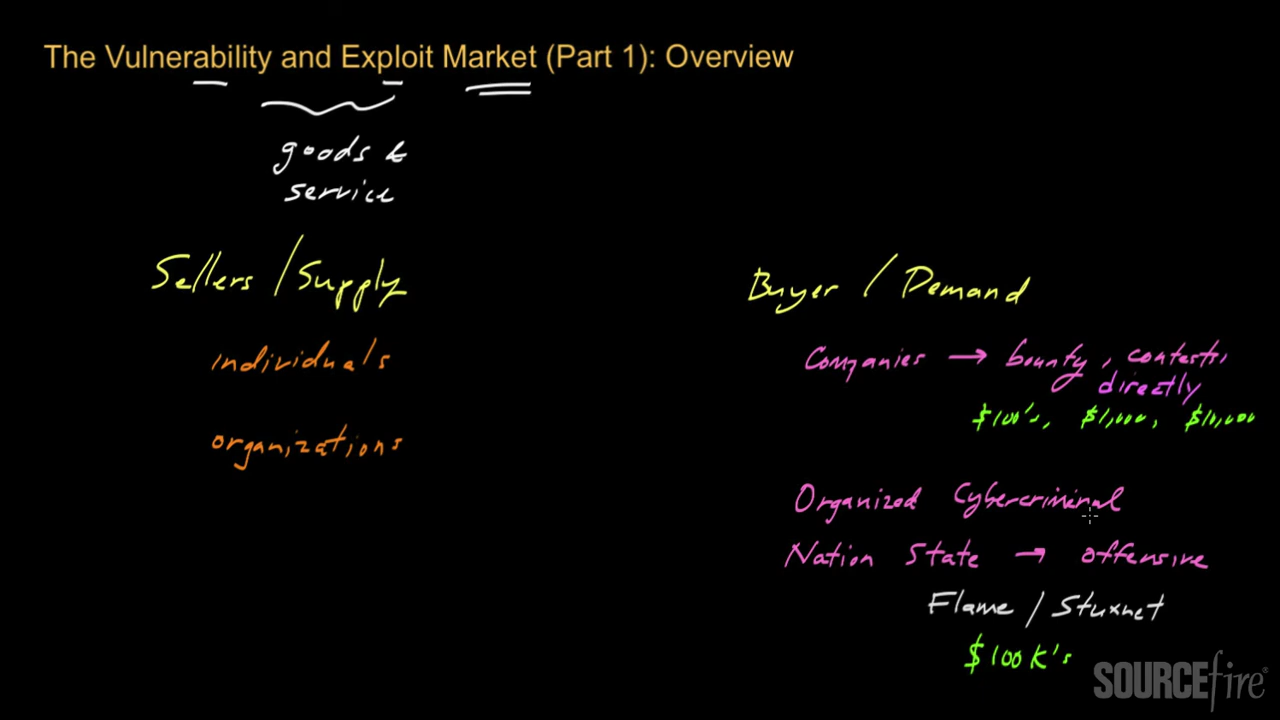 The Vulnerability and Exploit Market (Part 1): Overview
goods &
service
Sellers / Supply
individuals
organizations
Buyer / Demand
Companies → bounty, contests,
directly
$100's, $1,000, $10,000
Organized Cybercriminal
Nation State → offensive
Flame / Stuxnet
$100K's
SOURCEfire®